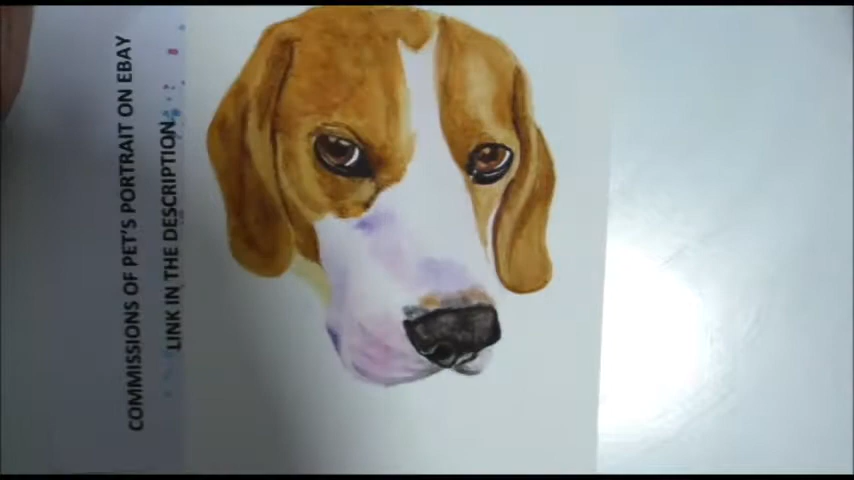 COMMISSIONS OF PET'S PORTRAIT ON EBAY
LINK IN THE DESCRIPTION